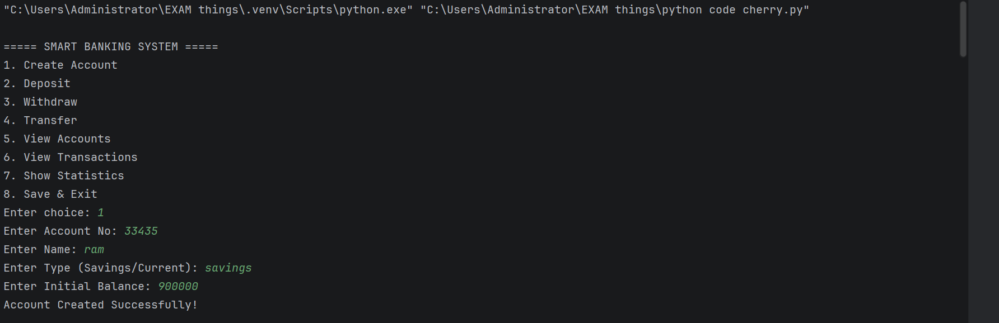 "C:\Users\Administrator\EXAM things\.venv\Scripts\python.exe" "C:\Users\Administrator\EXAM things\python code cherry.py"
===== SMART BANKING SYSTEM =====
1. Create Account
2. Deposit
3. Withdraw
4. Transfer
5. View Accounts
6. View Transactions
7. Show Statistics
8. Save & Exit
Enter choice: 1
Enter Account No: 33435
Enter Name: ram
Enter Type (Savings/Current): savings
Enter Initial Balance: 900000
Account Created Successfully!